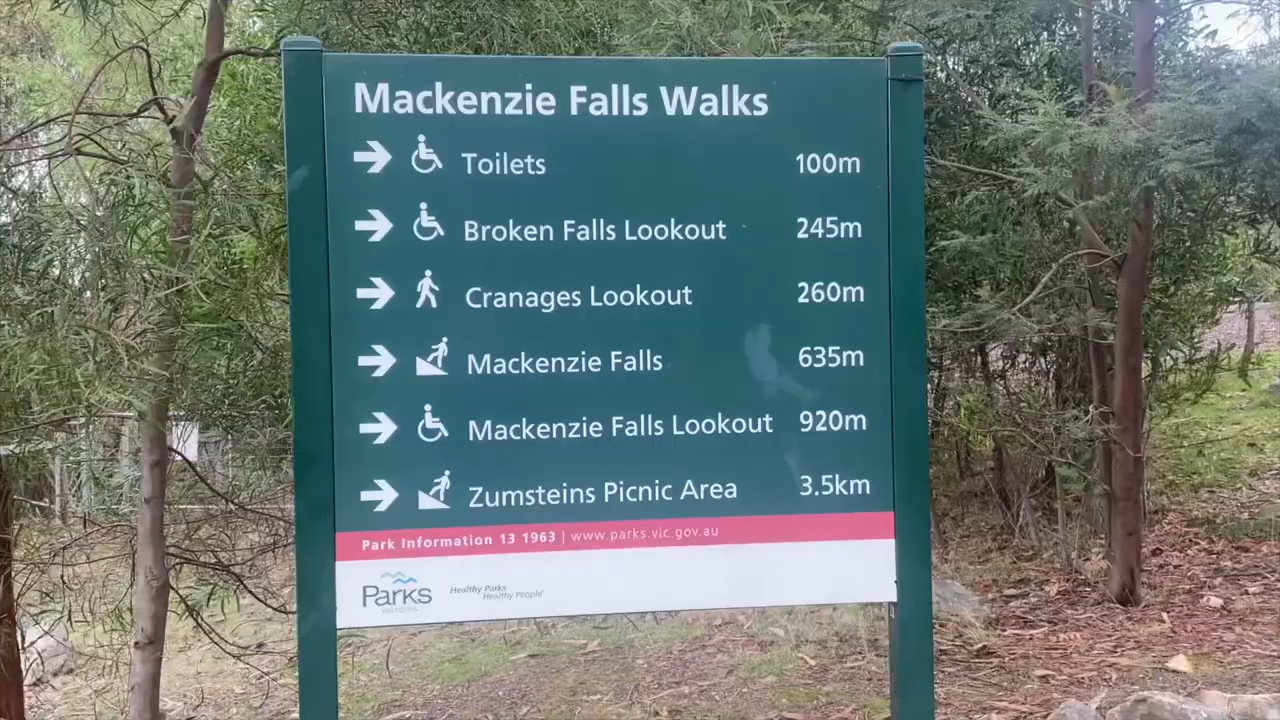 Mackenzie Falls Walks
Toilets 100m
Broken Falls Lookout 245m
Cranages Lookout 260m
Mackenzie Falls 635m
Mackenzie Falls Lookout 920m
Zumsteins Picnic Area 3.5km
Park Information 13 1963 | www.parks.vic.gov.au
Parks
VICTORIA
Healthy Parks
Healthy People